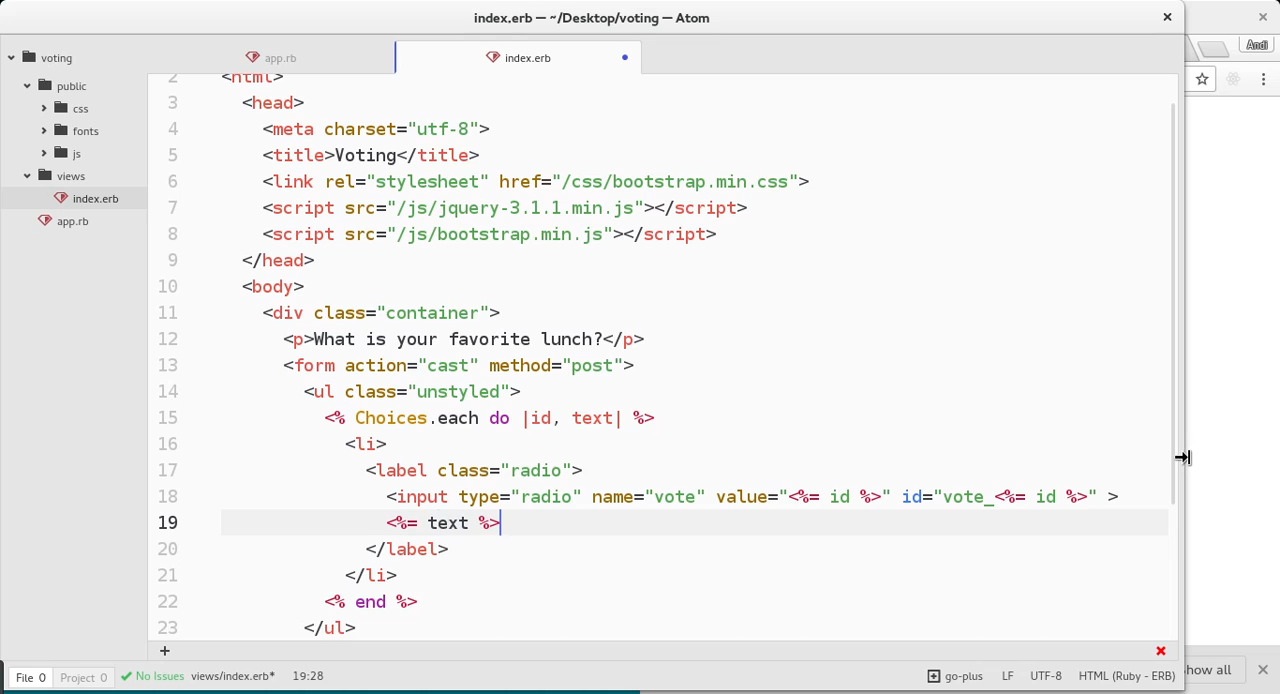 index.erb — ~/Desktop/voting — Atom
Andi
voting
public
css
fonts
js
views
index.erb
app.rb
app.rb
index.erb
2 <html>
3 <head>
4 <meta charset="utf-8">
5 <title>Voting</title>
6 <link rel="stylesheet" href="/css/bootstrap.min.css">
7 <script src="/js/jquery-3.1.1.min.js"></script>
8 <script src="/js/bootstrap.min.js"></script>
9 </head>
10 <body>
11 <div class="container">
12 <p>What is your favorite lunch?</p>
13 <form action="cast" method="post">
14 <ul class="unstyled">
15 <% Choices.each do |id, text| %>
16 <li>
17 <label class="radio">
18 <input type="radio" name="vote" value="<%= id %>" id="vote_<%= id %>" >
19 <%= text %>
20 </label>
21 </li>
22 <% end %>
23 </ul>
File 0 Project 0 No Issues views/index.erb* 19:28 go-plus LF UTF-8 HTML (Ruby - ERB)
Show all